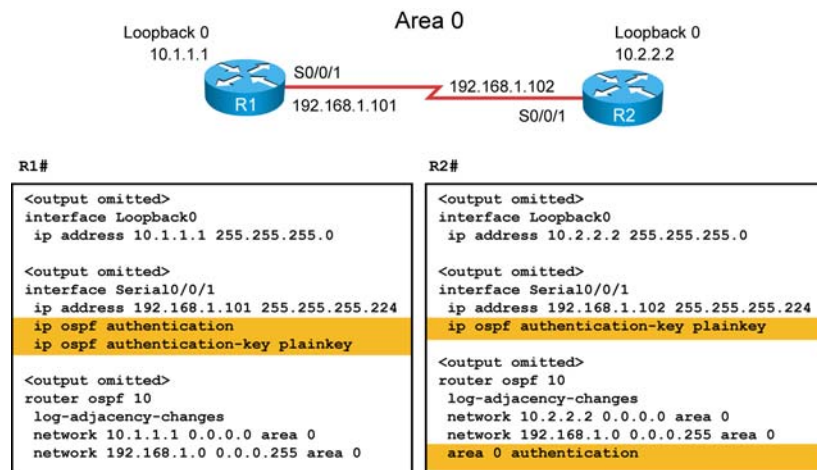 Area 0
Loopback 0
10.1.1.1
Loopback 0
10.2.2.2
S0/0/1
192.168.1.102
R1
192.168.1.101
S0/0/1
R2
R1#
<output omitted>
interface Loopback0
ip address 10.1.1.1 255.255.255.0
<output omitted>
interface Serial0/0/1
ip address 192.168.1.101 255.255.255.224
ip ospf authentication
ip ospf authentication-key plainkey
<output omitted>
router ospf 10
log-adjacency-changes
network 10.1.1.1 0.0.0.0 area 0
network 192.168.1.0 0.0.0.255 area 0
R2#
<output omitted>
interface Loopback0
ip address 10.2.2.2 255.255.255.0
<output omitted>
interface Serial0/0/1
ip address 192.168.1.102 255.255.255.224
ip ospf authentication-key plainkey
<output omitted>
router ospf 10
log-adjacency-changes
network 10.2.2.2 0.0.0.0 area 0
network 192.168.1.0 0.0.0.255 area 0
area 0 authentication